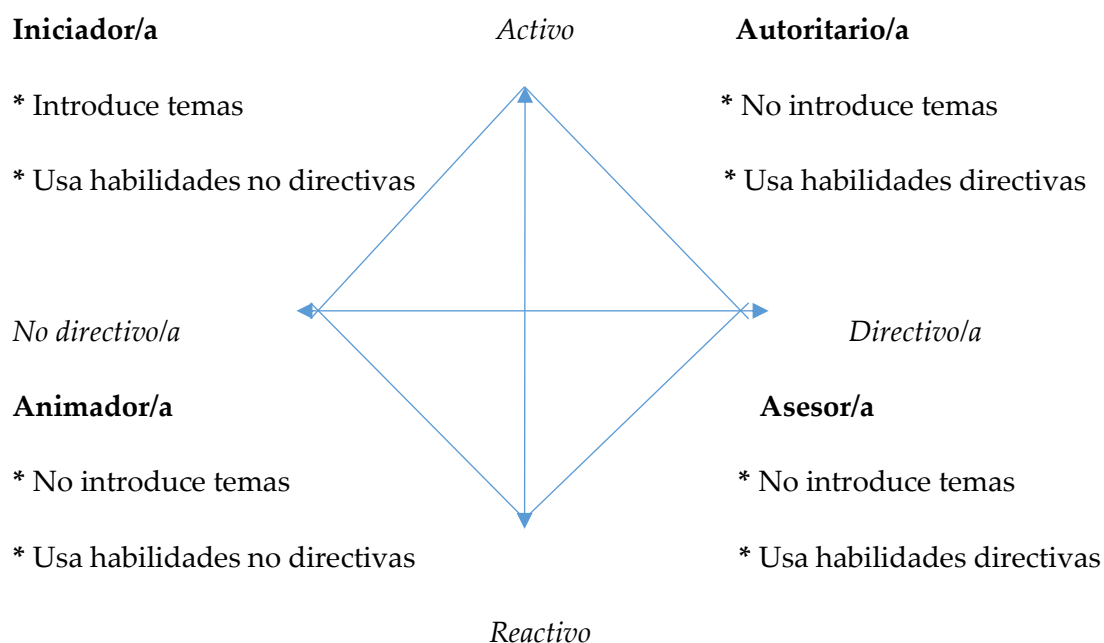 Iniciador/a Activo Autoritario/a
* Introduce temas * No introduce temas
* Usa habilidades no directivas * Usa habilidades directivas
No directivo/a Directivo/a
Animador/a Asesor/a
* No introduce temas * No introduce temas
* Usa habilidades no directivas * Usa habilidades directivas
Reactivo